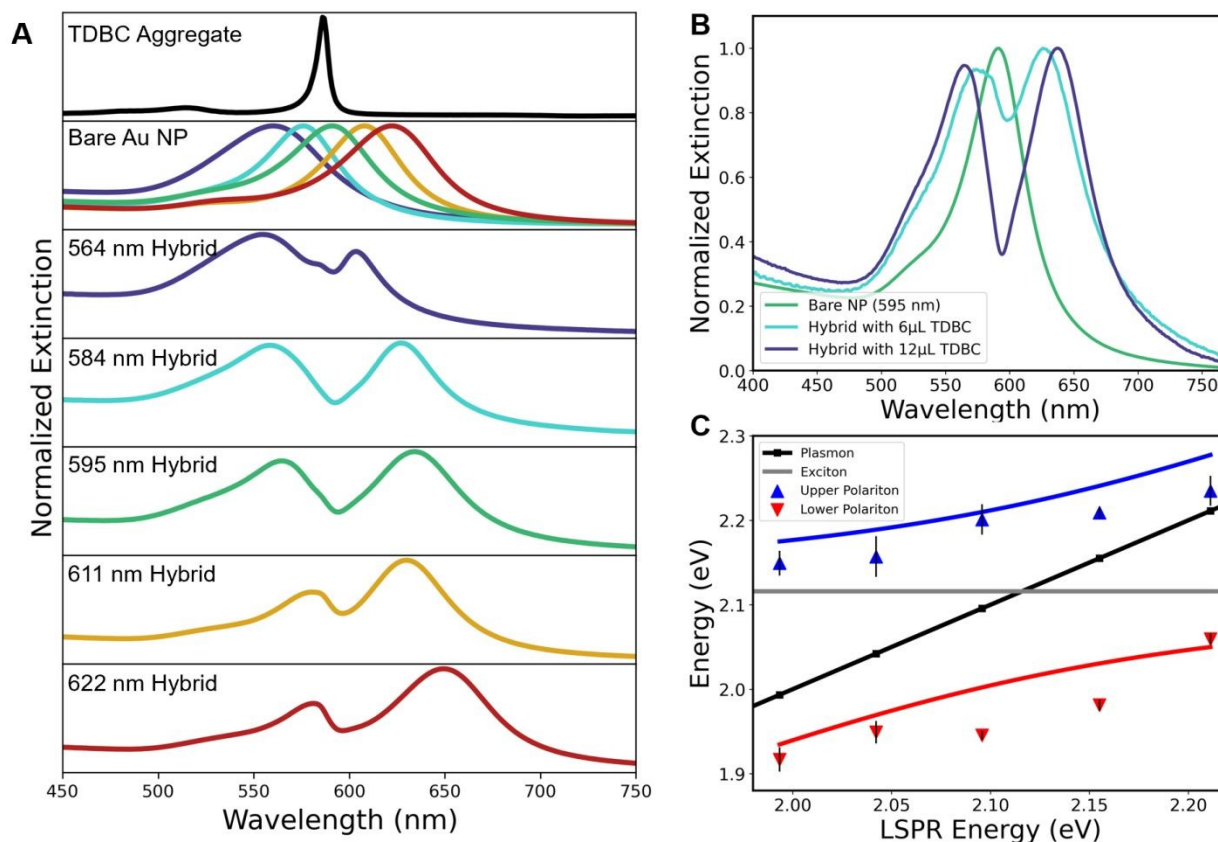 A
TDBC Aggregate
Bare Au NP
564 nm Hybrid
584 nm Hybrid
595 nm Hybrid
611 nm Hybrid
622 nm Hybrid
Normalized Extinction
450 500 550 600 650 700 750
Wavelength (nm)
B
Normalized Extinction
1.0
0.8
0.6
0.4
0.2
0.0
Bare NP (595 nm)
Hybrid with 6μL TDBC
Hybrid with 12μL TDBC
400 450 500 550 600 650 700 750
Wavelength (nm)
C
Energy (eV)
2.3
2.2
2.1
2.0
1.9
Plasmon
Exciton
Upper Polariton
Lower Polariton
2.00 2.05 2.10 2.15 2.20
LSPR Energy (eV)